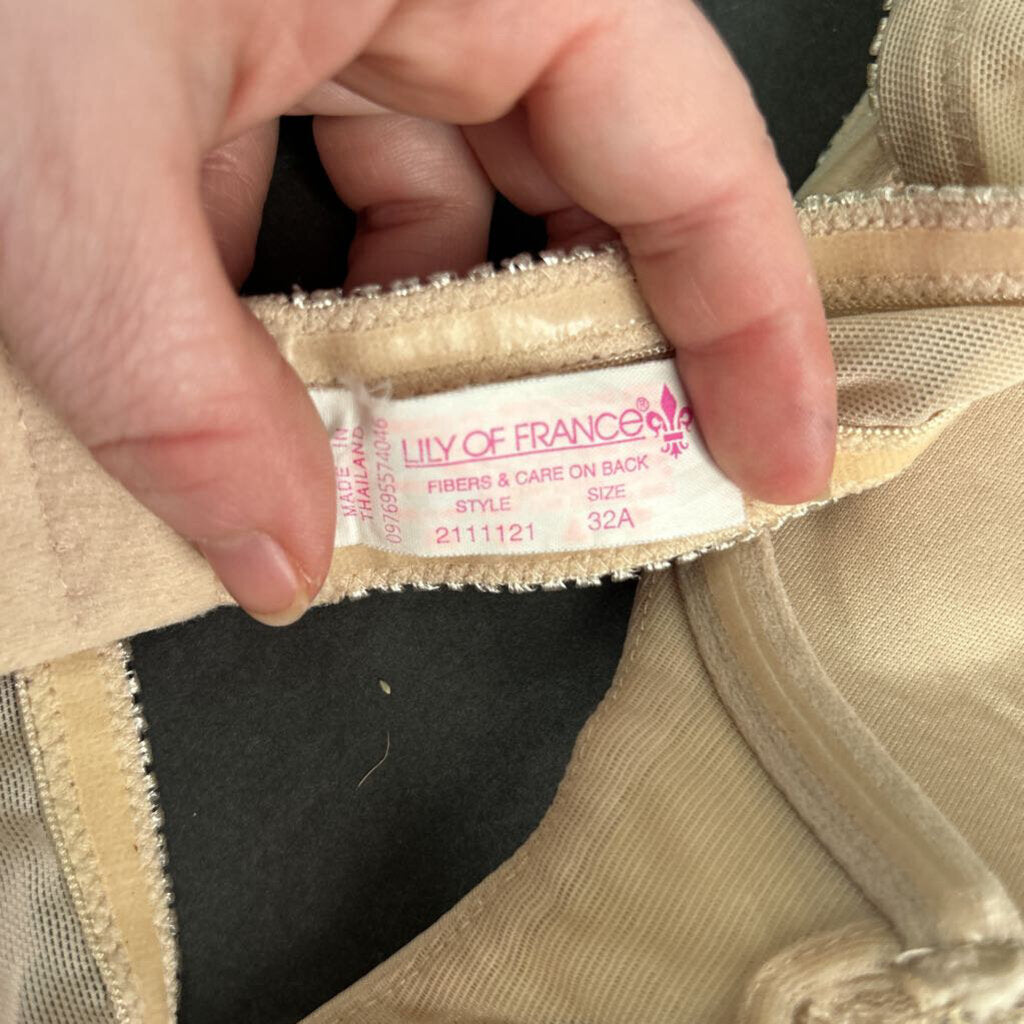 MADE IN
THAILAND
097695574046
LILY OF FRANCE®
FIBERS & CARE ON BACK
STYLE SIZE
2111121 32A